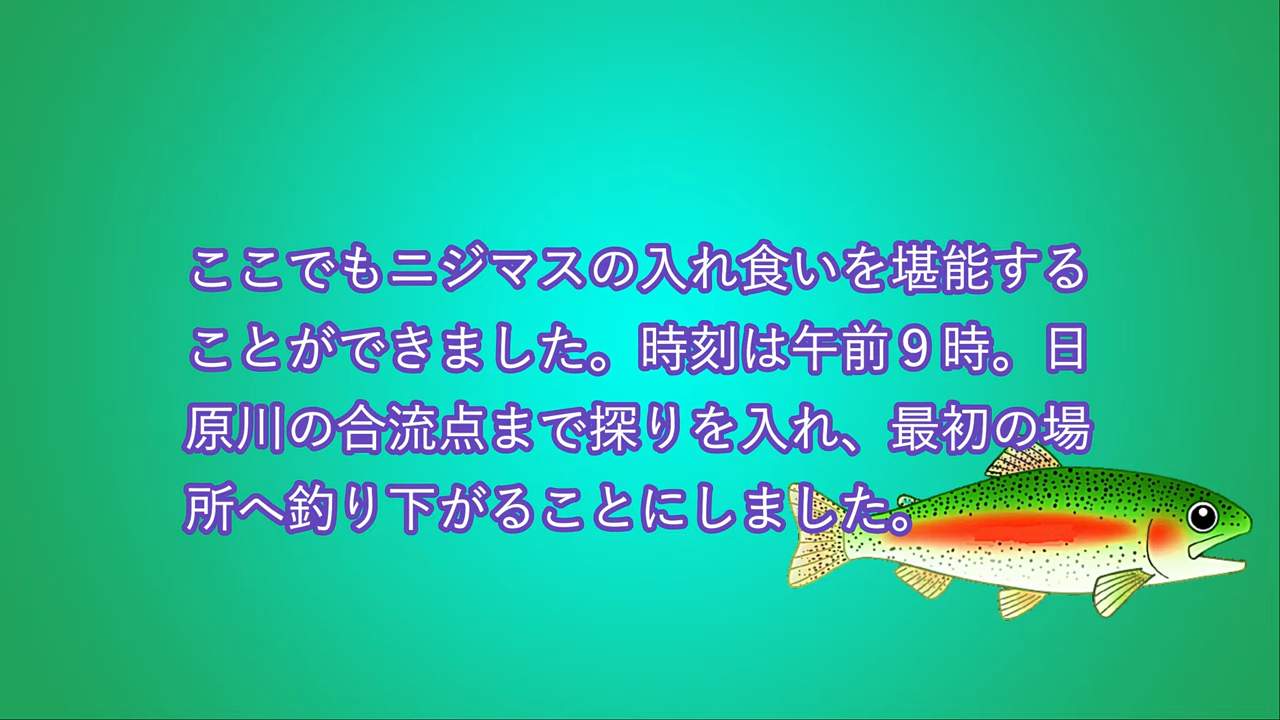 ここでもニジマスの入れ食いを堪能する
ことができました。時刻は午前９時。日
原川の合流点まで探りを入れ、最初の場
所へ釣り下がることにしました。